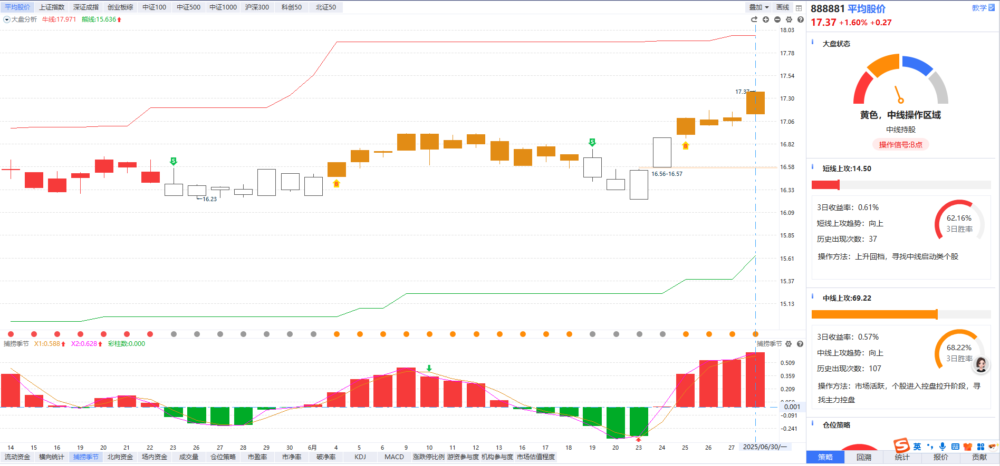 平均股价 上证指数 深证成指 创业板综 中证100 中证500 中证1000 沪深300 科创50 北证50 叠加 画线
大盘分析 牛线:17.971 熊线:15.636
18.03
17.78
17.54
17.37
17.30
17.06
16.82
S
S
B
16.58
16.56-16.57
B
16.33
←16.23
16.09
15.85
15.61
15.37
15.13
捕捞季节 X1:0.588 X2:0.628 彩柱数:0.000 捕捞季节
0.509
0.359
0.209
0.001
-0.091
-0.241
14 15 16 19 20 21 22 23 26 27 28 29 30 6月 4 5 6 9 10 11 12 13 16 17 18 19 20 23 24 25 26 27 2025/06/30/一
流动资金 横向统计 捕捞季节 北向资金 场内资金 成交量 仓位策略 市盈率 市净率 破净率 KDJ MACD 涨跌停比例 游资参与度 机构参与度 市场估值程度
888881 平均股价 教学
17.37 +1.60% +0.27
大盘状态
黄色，中线操作区域
中线持股
操作信号:B点
短线上攻:14.50
3日收益率：0.61%
短线上攻趋势：向上
历史出现次数：37
62.16%
3日胜率
操作方法：上升回档，寻找中线启动类个股
中线上攻:69.22
3日收益率：0.57%
中线上攻趋势：向上
历史出现次数：107
68.22%
3日胜率
操作方法：市场活跃，个股进入控盘拉升阶段，寻
找主力控盘
仓位策略
S 英
策略 回溯 统计 报价 贡献